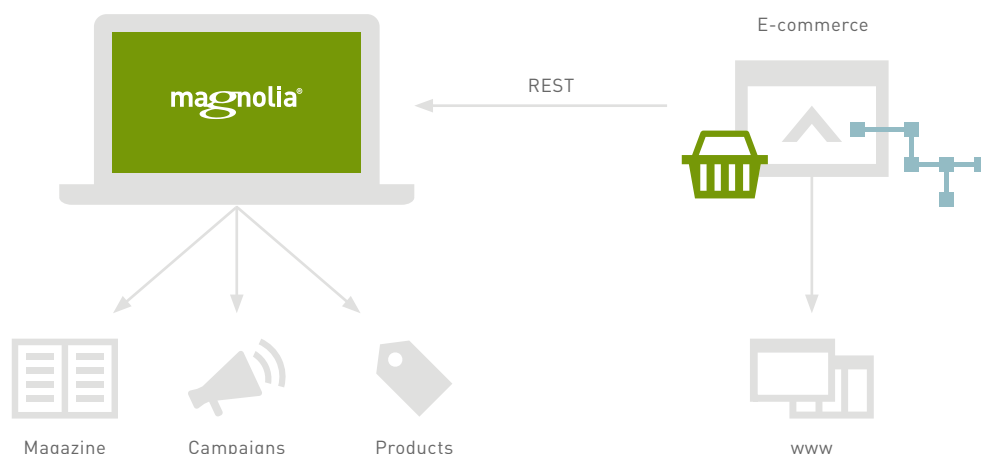 E-commerce
REST
magnolia®
Magazine
Campaigns
Products
www